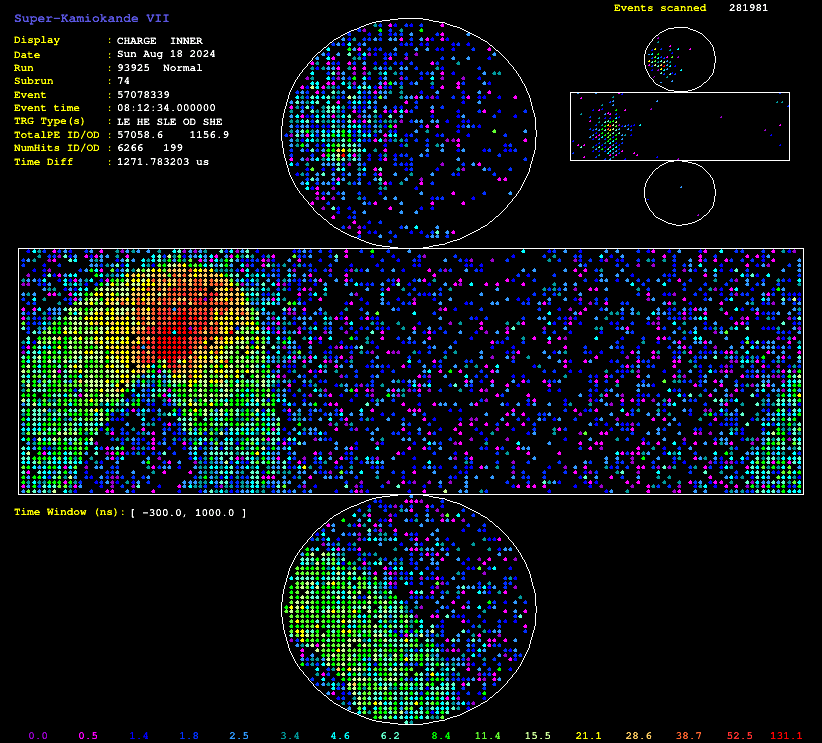 Events scanned 281981
Super-Kamiokande VII
Display : CHARGE INNER
Date : Sun Aug 18 2024
Run : 93925 Normal
Subrun : 74
Event : 57078339
Event time : 08:12:34.000000
TRG Type(s) : LE HE SLE OD SHE
TotalPE ID/OD : 57058.6 1156.9
NumHits ID/OD : 6266 199
Time Diff : 1271.783203 us
Time Window (ns): [ -300.0, 1000.0 ]
0.0 0.5 1.4 1.8 2.5 3.4 4.6 6.2 8.4 11.4 15.5 21.1 28.6 38.7 52.5 131.1